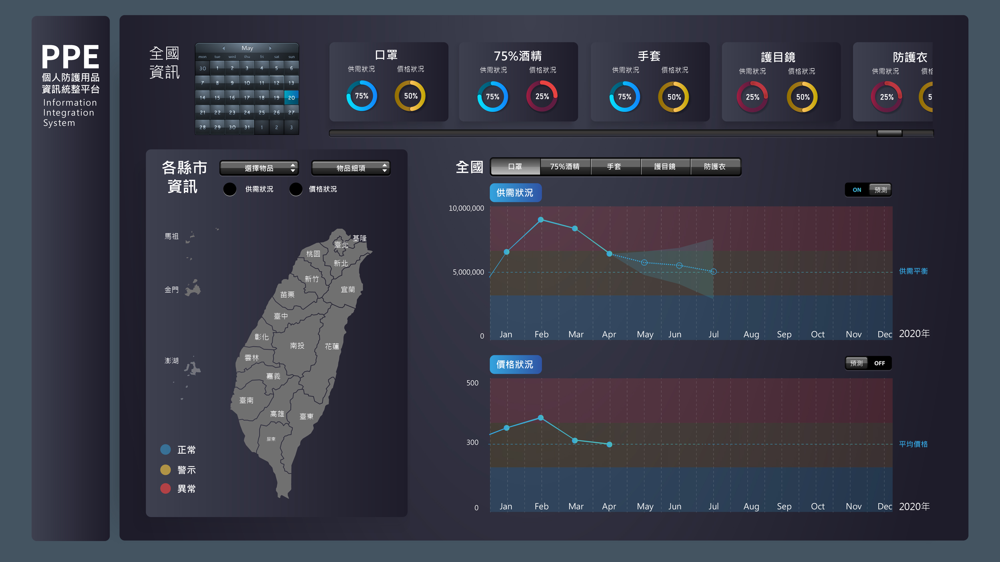 PPE
個人防護用品
資訊統整平台
Information
Integration
System
全國
資訊
May
mon tue wed thu fri sat sun
30 1 2 3 4 5 6
7 8 9 10 11 12 13
14 15 16 17 18 19 20
21 22 23 24 25 26 27
28 29 30 31 1 2 3
口罩
供需狀況 價格狀況
75% 50%
75%酒精
供需狀況 價格狀況
75% 25%
手套
供需狀況 價格狀況
75% 50%
護目鏡
供需狀況 價格狀況
25% 50%
防護衣
供需狀況 價格
25% 5
各縣市
資訊
選擇物品 物品細項
供需狀況 價格狀況
馬祖
金門
澎湖
基隆
臺北
桃園
新北
新竹
宜蘭
苗栗
臺中
彰化
南投
花蓮
雲林
嘉義
臺南
高雄
臺東
屏東
正常
警示
異常
全國 口罩 75%酒精 手套 護目鏡 防護衣
供需狀況
ON 預測
10,000,000
5,000,000
供需平衡
0
Jan Feb Mar Apr May Jun Jul Aug Sep Oct Nov Dec 2020年
價格狀況
預測 OFF
500
300
平均價格
0
Jan Feb Mar Apr May Jun Jul Aug Sep Oct Nov Dec 2020年